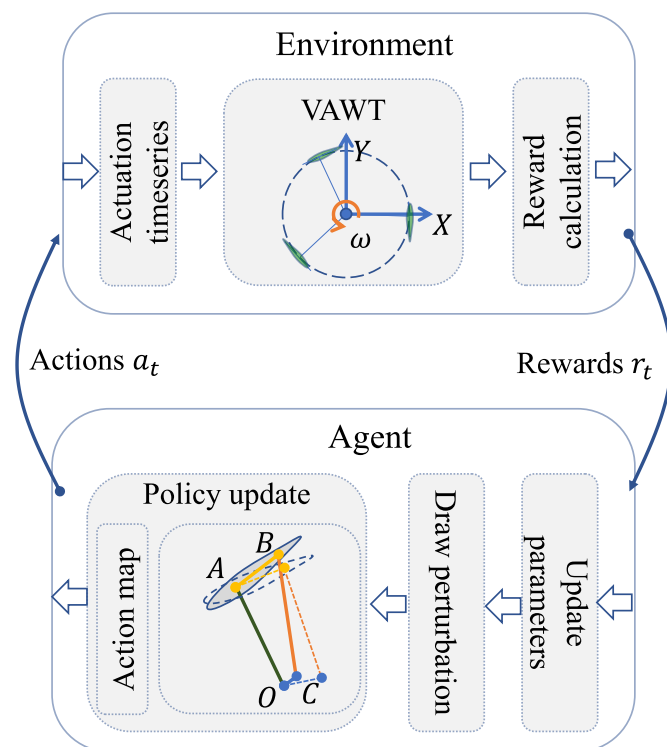 Environment
Actuation
timeseries
VAWT
Y
X
ω
Reward
calculation
Actions a_t
Rewards r_t
Agent
Policy update
Action map
A
B
O
C
Draw perturbation
Update
parameters